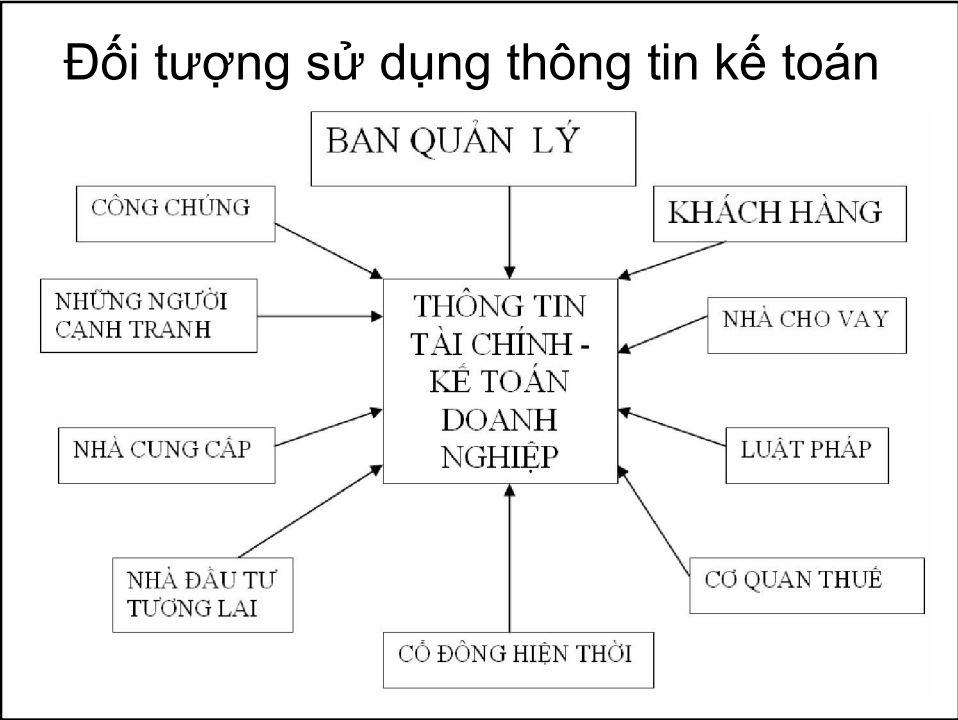 Đối tượng sử dụng thông tin kế toán
BAN QUẢN LÝ
CÔNG CHÚNG
KHÁCH HÀNG
NHỮNG NGƯỜI
CẠNH TRANH
THÔNG TIN
TÀI CHÍNH -
KẾ TOÁN
DOANH
NGHIỆP
NHÀ CHO VAY
NHÀ CUNG CẤP
LUẬT PHÁP
NHÀ ĐẦU TƯ
TƯƠNG LAI
CƠ QUAN THUẾ
CỔ ĐÔNG HIỆN THỜI